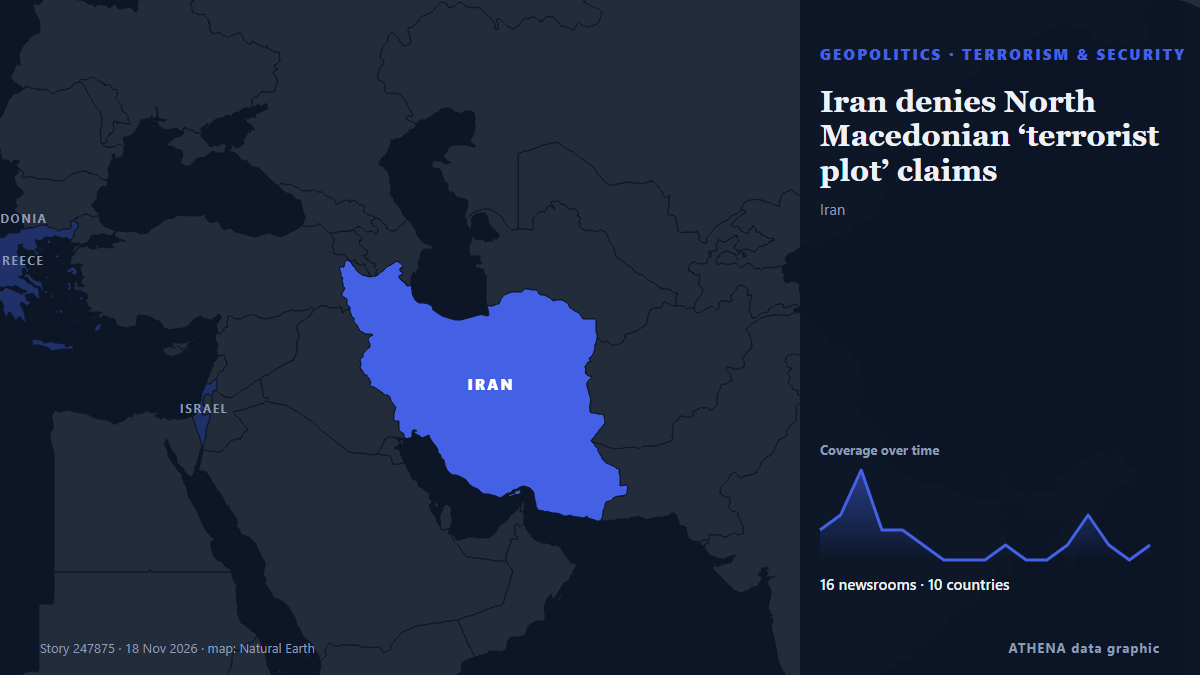 GEOPOLITICS · TERRORISM & SECURITY
Iran denies North
Macedonian ‘terrorist
plot’ claims
Iran
DONIA
REECE
IRAN
ISRAEL
Coverage over time
16 newsrooms · 10 countries
Story 247875 · 18 Nov 2026 · map: Natural Earth
ATHENA data graphic